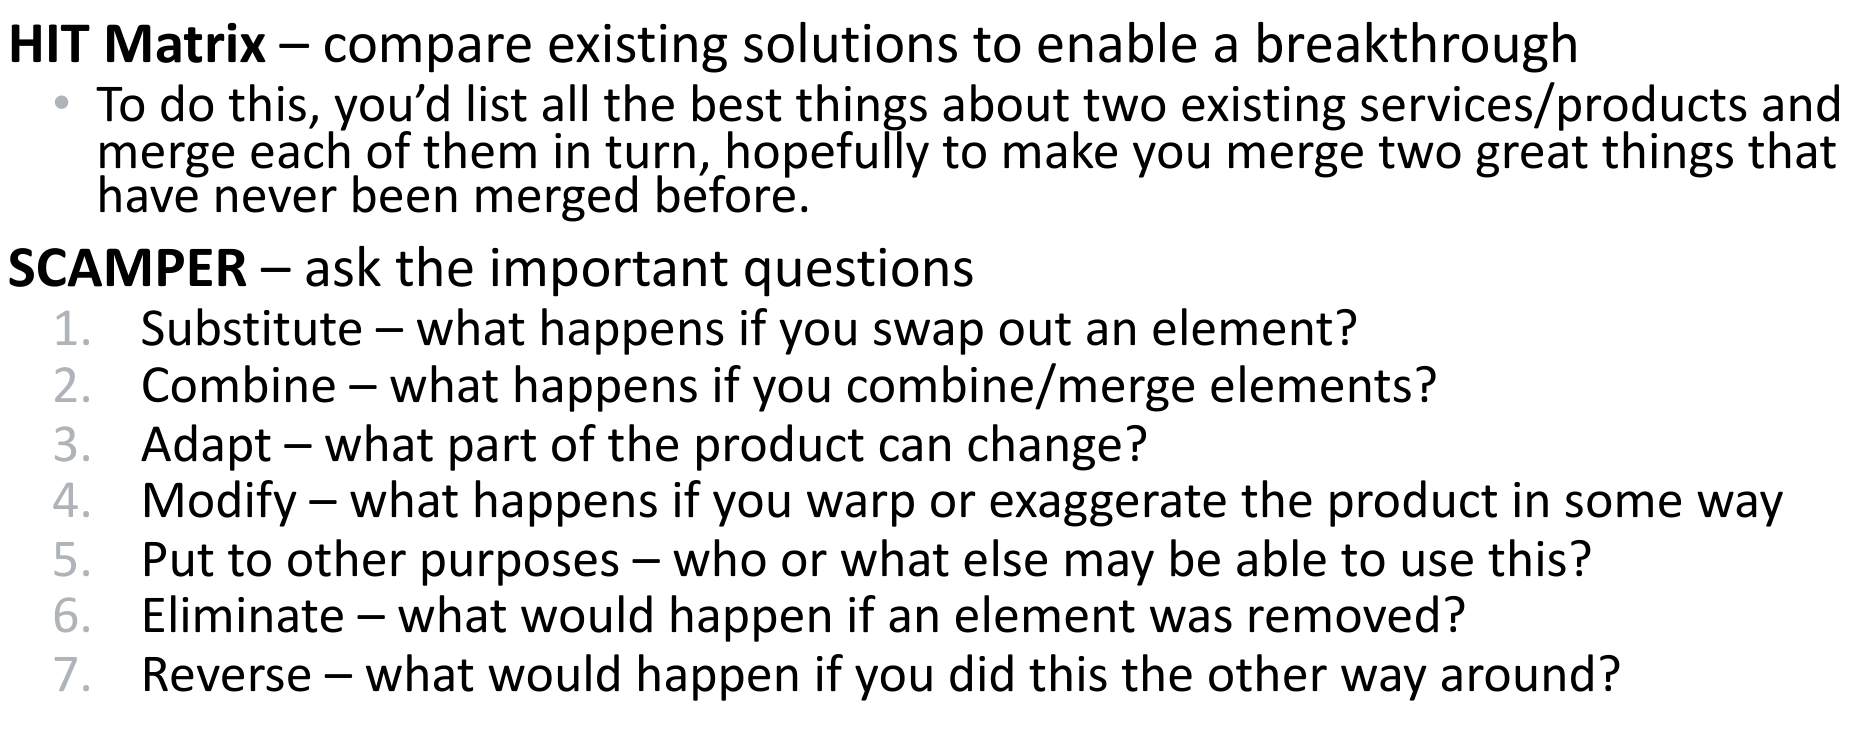 HIT Matrix – compare existing solutions to enable a breakthrough
• To do this, you’d list all the best things about two existing services/products and
merge each of them in turn, hopefully to make you merge two great things that
have never been merged before.
SCAMPER – ask the important questions
1. Substitute – what happens if you swap out an element?
2. Combine – what happens if you combine/merge elements?
3. Adapt – what part of the product can change?
4. Modify – what happens if you warp or exaggerate the product in some way
5. Put to other purposes – who or what else may be able to use this?
6. Eliminate – what would happen if an element was removed?
7. Reverse – what would happen if you did this the other way around?